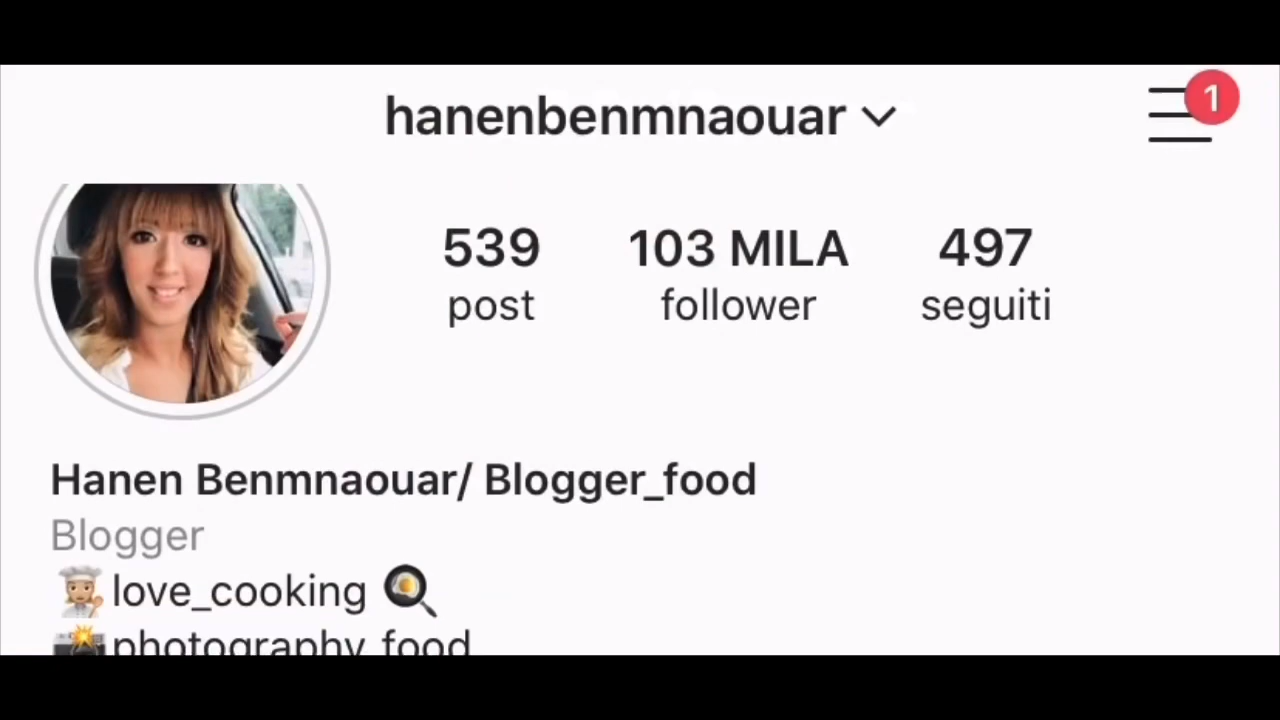 hanenbenmnaouar
1
539 103 MILA 497
post follower seguiti
Hanen Benmnaouar/ Blogger_food
Blogger
love_cooking
photography_food